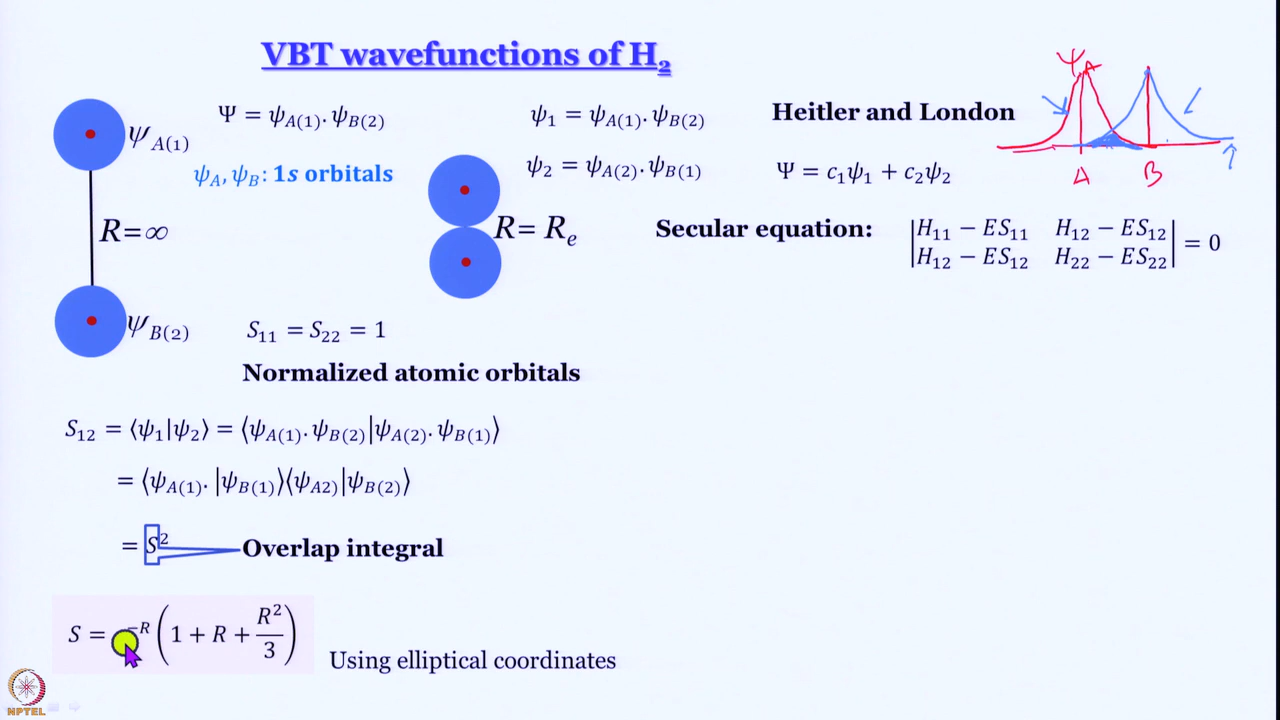 VBT wavefunctions of H₂
ψ_A(1)
Ψ = ψ_A(1). ψ_B(2)
ψ_A, ψ_B: 1s orbitals
R=∞
ψ_B(2)
ψ₁ = ψ_A(1). ψ_B(2)
ψ₂ = ψ_A(2). ψ_B(1)
R= R_e
Heitler and London
Ψ = c₁ψ₁ + c₂ψ₂
ψ_A
A
B
Secular equation:
|H₁₁ − ES₁₁ H₁₂ − ES₁₂|
|H₁₂ − ES₁₂ H₂₂ − ES₂₂| = 0
S₁₁ = S₂₂ = 1
Normalized atomic orbitals
S₁₂ = ⟨ψ₁|ψ₂⟩ = ⟨ψ_A(1). ψ_B(2)|ψ_A(2). ψ_B(1)⟩
= ⟨ψ_A(1). |ψ_B(1)⟩⟨ψ_A2)|ψ_B(2)⟩
= S² Overlap integral
S = ^−R (1 + R + R²/3)
Using elliptical coordinates
NPTEL